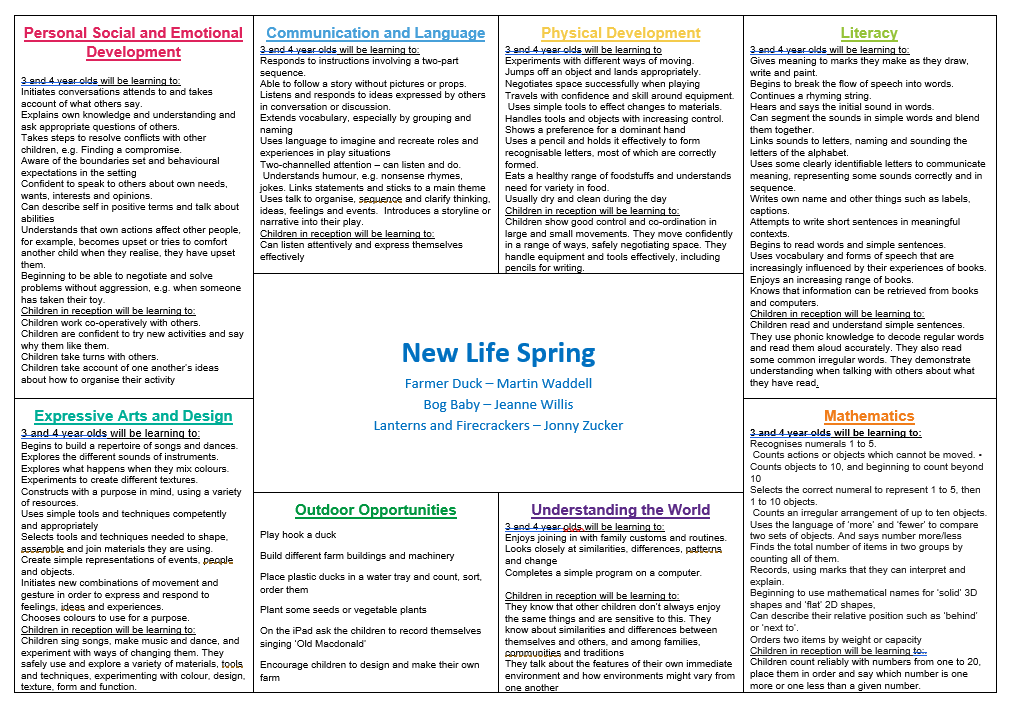 Personal Social and Emotional
Development
3 and 4 year olds will be learning to:
Initiates conversations attends to and takes
account of what others say.
Explains own knowledge and understanding and
ask appropriate questions of others.
Takes steps to resolve conflicts with other
children, e.g. Finding a compromise.
Aware of the boundaries set and behavioural
expectations in the setting
Confident to speak to others about own needs,
wants, interests and opinions.
Can describe self in positive terms and talk about
abilities
Understands that own actions affect other people,
for example, becomes upset or tries to comfort
another child when they realise, they have upset
them.
Beginning to be able to negotiate and solve
problems without aggression, e.g. when someone
has taken their toy.
Children in reception will be learning to:
Children work co-operatively with others.
Children are confident to try new activities and say
why them like them.
Children take turns with others.
Children take account of one another's ideas
about how to organise their activity
Communication and Language
3 and 4 year olds will be learning to:
Responds to instructions involving a two-part
sequence.
Able to follow a story without pictures or props.
Listens and responds to ideas expressed by others
in conversation or discussion.
Extends vocabulary, especially by grouping and
naming
Uses language to imagine and recreate roles and
experiences in play situations
Two-channelled attention – can listen and do.
Understands humour, e.g. nonsense rhymes,
jokes. Links statements and sticks to a main theme
Uses talk to organise, sequence and clarify thinking,
ideas, feelings and events. Introduces a storyline or
narrative into their play.
Children in reception will be learning to:
Can listen attentively and express themselves
effectively
Physical Development
3 and 4 year olds will be learning to
Experiments with different ways of moving.
Jumps off an object and lands appropriately.
Negotiates space successfully when playing
Travels with confidence and skill around equipment.
Uses simple tools to effect changes to materials.
Handles tools and objects with increasing control.
Shows a preference for a dominant hand
Uses a pencil and holds it effectively to form
recognisable letters, most of which are correctly
formed.
Eats a healthy range of foodstuffs and understands
need for variety in food.
Usually dry and clean during the day
Children in reception will be learning to:
Children show good control and co-ordination in
large and small movements. They move confidently
in a range of ways, safely negotiating space. They
handle equipment and tools effectively, including
pencils for writing.
Literacy
3 and 4 year olds will be learning to:
Gives meaning to marks they make as they draw,
write and paint.
Begins to break the flow of speech into words.
Continues a rhyming string.
Hears and says the initial sound in words.
Can segment the sounds in simple words and blend
them together.
Links sounds to letters, naming and sounding the
letters of the alphabet.
Uses some clearly identifiable letters to communicate
meaning, representing some sounds correctly and in
sequence.
Writes own name and other things such as labels,
captions.
Attempts to write short sentences in meaningful
contexts.
Begins to read words and simple sentences.
Uses vocabulary and forms of speech that are
increasingly influenced by their experiences of books.
Enjoys an increasing range of books.
Knows that information can be retrieved from books
and computers.
Children in reception will be learning to:
Children read and understand simple sentences.
They use phonic knowledge to decode regular words
and read them aloud accurately. They also read
some common irregular words. They demonstrate
understanding when talking with others about what
they have read.
New Life Spring
Farmer Duck – Martin Waddell
Bog Baby – Jeanne Willis
Lanterns and Firecrackers – Jonny Zucker
Expressive Arts and Design
3 and 4 year olds will be learning to:
Begins to build a repertoire of songs and dances.
Explores the different sounds of instruments.
Explores what happens when they mix colours.
Experiments to create different textures.
Constructs with a purpose in mind, using a variety
of resources.
Uses simple tools and techniques competently
and appropriately
Selects tools and techniques needed to shape,
assemble and join materials they are using.
Create simple representations of events, people
and objects.
Initiates new combinations of movement and
gesture in order to express and respond to
feelings, ideas and experiences.
Chooses colours to use for a purpose.
Children in reception will be learning to:
Children sing songs, make music and dance, and
experiment with ways of changing them. They
safely use and explore a variety of materials, tools
and techniques, experimenting with colour, design,
texture, form and function.
Outdoor Opportunities
Play hook a duck
Build different farm buildings and machinery
Place plastic ducks in a water tray and count, sort,
order them
Plant some seeds or vegetable plants
On the iPad ask the children to record themselves
singing 'Old Macdonald'
Encourage children to design and make their own
farm
Understanding the World
3 and 4 year olds will be learning to:
Enjoys joining in with family customs and routines.
Looks closely at similarities, differences, patterns
and change
Completes a simple program on a computer.
Children in reception will be learning to:
They know that other children don't always enjoy
the same things and are sensitive to this. They
know about similarities and differences between
themselves and others, and among families,
communities and traditions
They talk about the features of their own immediate
environment and how environments might vary from
one another
Mathematics
3 and 4 year olds will be learning to:
Recognises numerals 1 to 5.
Counts actions or objects which cannot be moved. •
Counts objects to 10, and beginning to count beyond
10
Selects the correct numeral to represent 1 to 5, then
1 to 10 objects.
Counts an irregular arrangement of up to ten objects.
Uses the language of 'more' and 'fewer' to compare
two sets of objects. And says number more/less
Finds the total number of items in two groups by
counting all of them.
Records, using marks that they can interpret and
explain.
Beginning to use mathematical names for 'solid' 3D
shapes and 'flat' 2D shapes,
Can describe their relative position such as 'behind'
or 'next to'.
Orders two items by weight or capacity
Children in reception will be learning to:
Children count reliably with numbers from one to 20,
place them in order and say which number is one
more or one less than a given number.